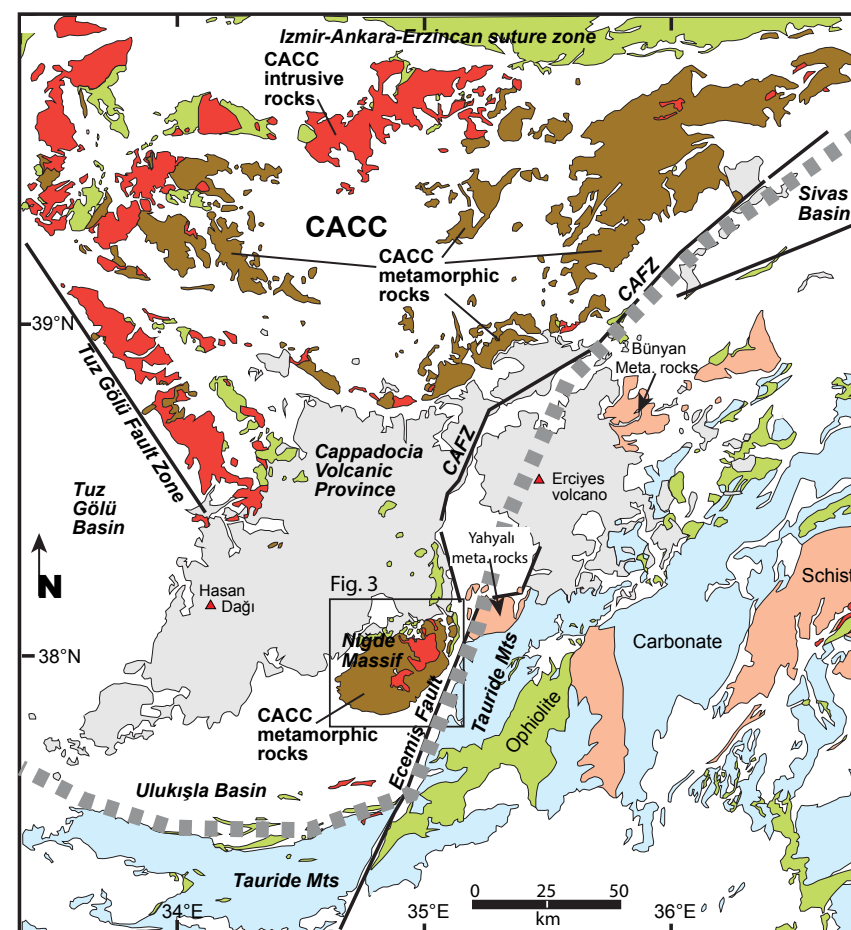 Izmir-Ankara-Erzincan suture zone
CACC
intrusive
rocks
CACC
Sivas
Basin
CACC
metamorphic
rocks
CAFZ
39°N
Tuz Gölü Fault Zone
Bünyan
Meta. rocks
CAFZ
Cappadocia
Volcanic
Province
Erciyes
volcano
Tuz
Gölü
Basin
Yahyalı
meta. rocks
N
Fig. 3
Schist
Hasan
Dağı
38°N
Niğde
Massif
Carbonate
Tauride Mts
Ecemiş Fault
Ophiolite
CACC
metamorphic
rocks
Ulukışla Basin
Tauride Mts
0 25 50
km
34°E 35°E 36°E